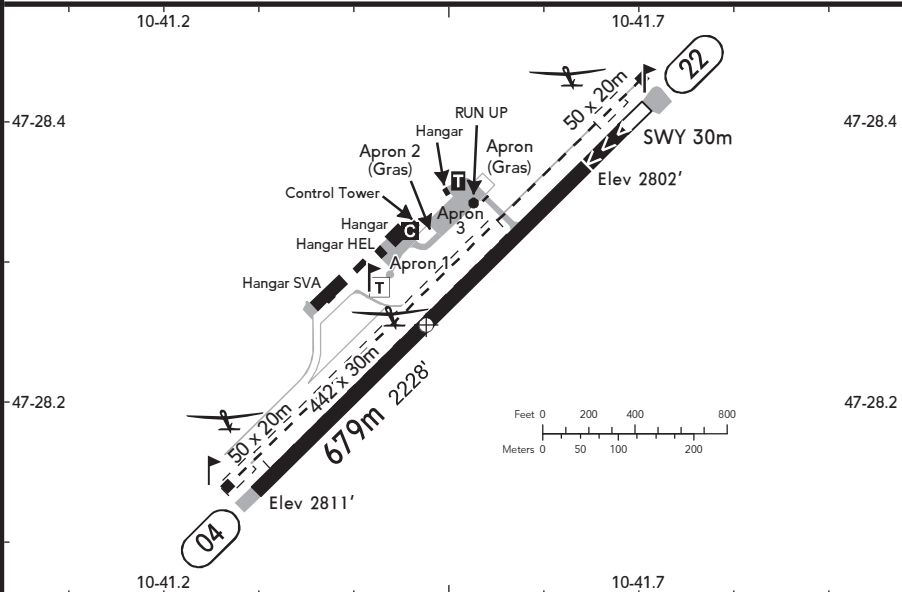 10-41.2
10-41.7
22
50 x 20m
RUN UP
47-28.4
47-28.4
Hangar
SWY 30m
Apron 2
(Gras)
Apron
(Gras)
T
Elev 2802'
Control Tower
Apron
3
Hangar
C
Hangar HEL
Apron 1
Hangar SVA
T
442 x 30m
2228'
679m
47-28.2
47-28.2
50 x 20m
Feet 0 200 400 800
Meters 0 50 100 200
Elev 2811'
04
10-41.2
10-41.7